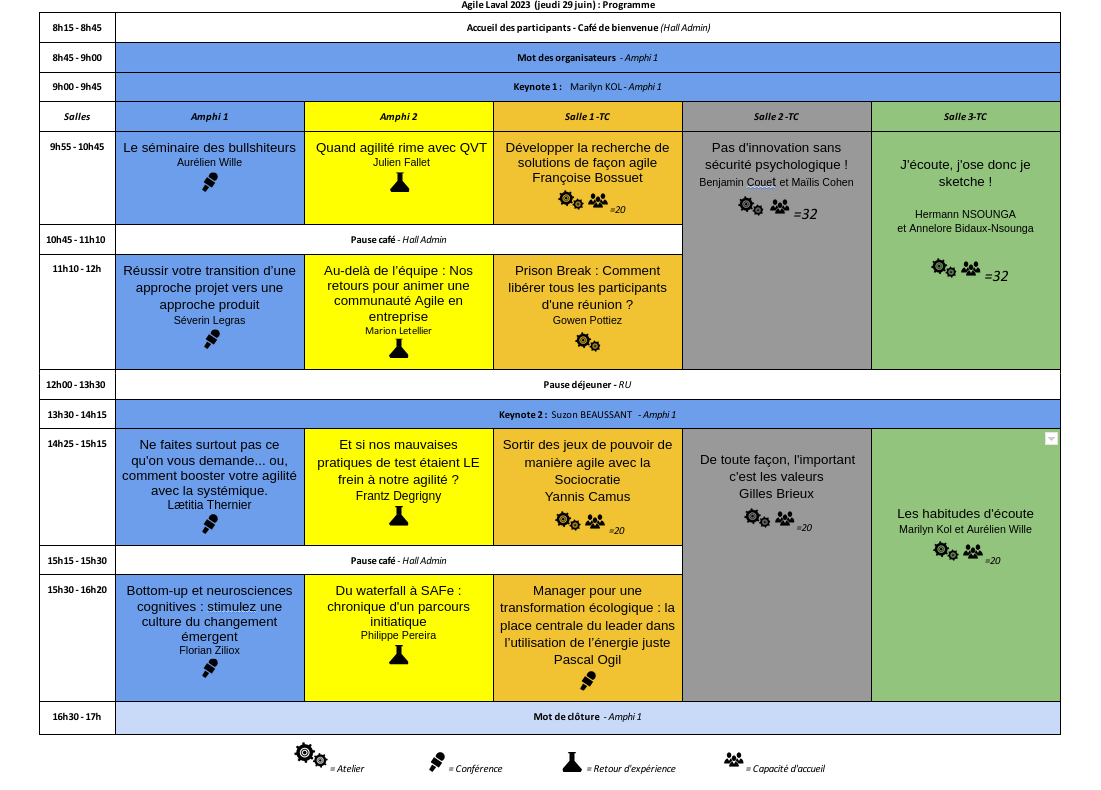 Agile Laval 2023 (jeudi 29 juin) : Programme
8h15 - 8h45
Accueil des participants - Café de bienvenue (Hall Admin)
8h45 - 9h00
Mot des organisateurs - Amphi 1
9h00 - 9h45
Keynote 1 : Marilyn KOL - Amphi 1
Salles
Amphi 1
Amphi 2
Salle 1 -TC
Salle 2 -TC
Salle 3-TC
9h55 - 10h45
Le séminaire des bullshiteurs
Aurélien Wille
Quand agilité rime avec QVT
Julien Fallet
Développer la recherche de
solutions de façon agile
Françoise Bossuet
=20
Pas d'innovation sans
sécurité psychologique !
Benjamin Couet et Maïlis Cohen
=32
J'écoute, j'ose donc je
sketche !
Hermann NSOUNGA
et Annelore Bidaux-Nsounga
=32
10h45 - 11h10
Pause café - Hall Admin
11h10 - 12h
Réussir votre transition d'une
approche projet vers une
approche produit
Séverin Legras
Au-delà de l'équipe : Nos
retours pour animer une
communauté Agile en
entreprise
Marion Letellier
Prison Break : Comment
libérer tous les participants
d'une réunion ?
Gowen Pottiez
12h00 - 13h30
Pause déjeuner - RU
13h30 - 14h15
Keynote 2 : Suzon BEAUSSANT - Amphi 1
14h25 - 15h15
Ne faites surtout pas ce
qu'on vous demande... ou,
comment booster votre agilité
avec la systémique.
Lætitia Thernier
Et si nos mauvaises
pratiques de test étaient LE
frein à notre agilité ?
Frantz Degrigny
Sortir des jeux de pouvoir de
manière agile avec la
Sociocratie
Yannis Camus
=20
De toute façon, l'important
c'est les valeurs
Gilles Brieux
=20
Les habitudes d'écoute
Marilyn Kol et Aurélien Wille
=20
15h15 - 15h30
Pause café - Hall Admin
15h30 - 16h20
Bottom-up et neurosciences
cognitives : stimulez une
culture du changement
émergent
Florian Ziliox
Du waterfall à SAFe :
chronique d'un parcours
initiatique
Philippe Pereira
Manager pour une
transformation écologique : la
place centrale du leader dans
l'utilisation de l'énergie juste
Pascal Ogil
16h30 - 17h
Mot de clôture - Amphi 1
= Atelier
= Conférence
= Retour d'expérience
= Capacité d'accueil